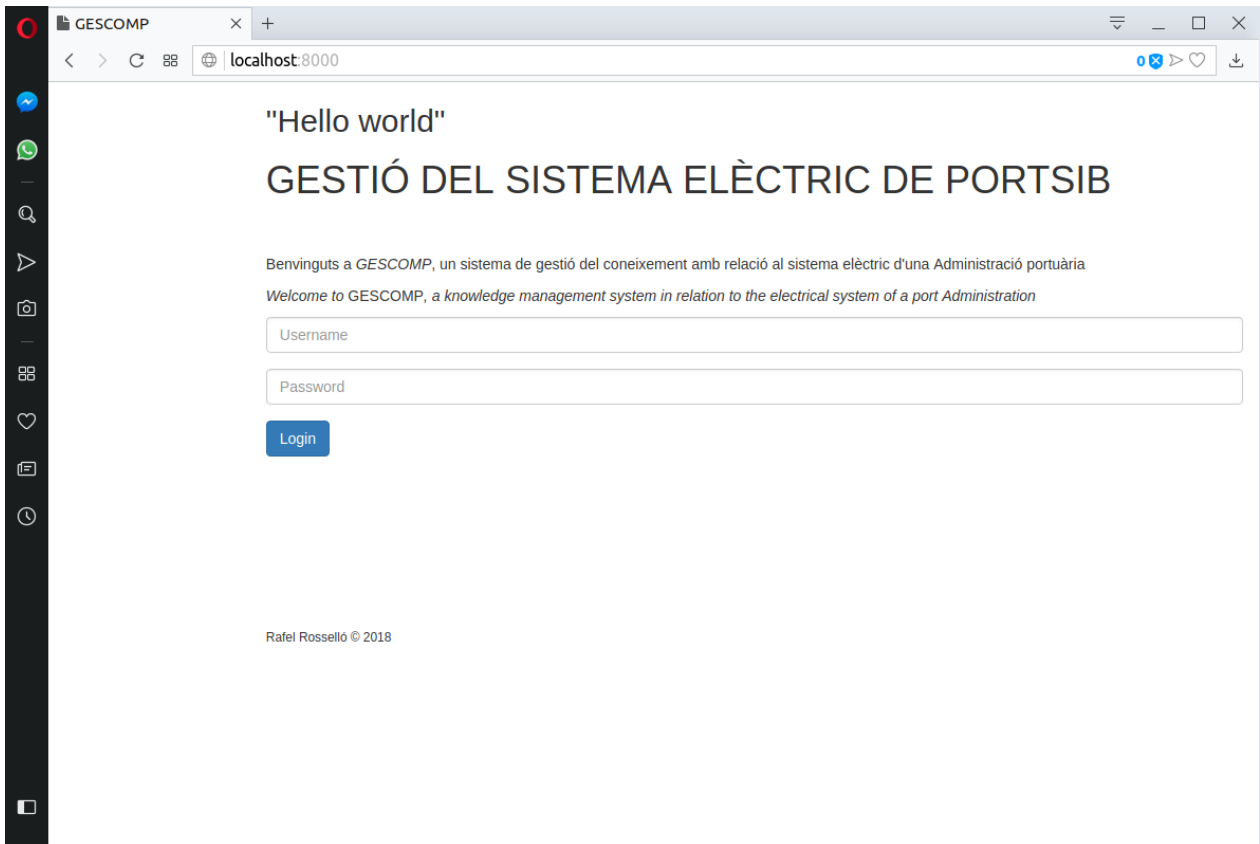 GESCOMP
localhost:8000
0
"Hello world"
GESTIÓ DEL SISTEMA ELÈCTRIC DE PORTSIB
Benvinguts a GESCOMP, un sistema de gestió del coneixement amb relació al sistema elèctric d'una Administració portuària
Welcome to GESCOMP, a knowledge management system in relation to the electrical system of a port Administration
Username
Password
Login
Rafel Rosselló © 2018